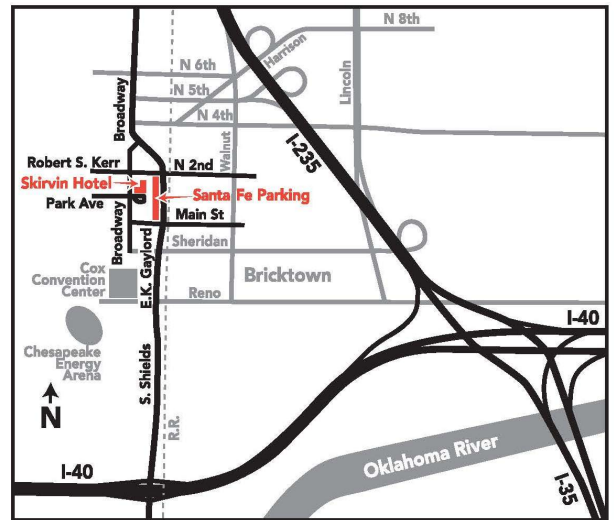 N 8th
Harrison
N 6th
Lincoln
N 5th
Broadway
N 4th
Walnut
I-235
Robert S. Kerr
N 2nd
Skirvin Hotel
Santa Fe Parking
Park Ave
Main St
Broadway
Sheridan
E.K. Gaylord
Cox
Convention
Center
Bricktown
Reno
I-40
Chesapeake
Energy
Arena
S. Shields
N
R.R.
Oklahoma River
I-40
I-35